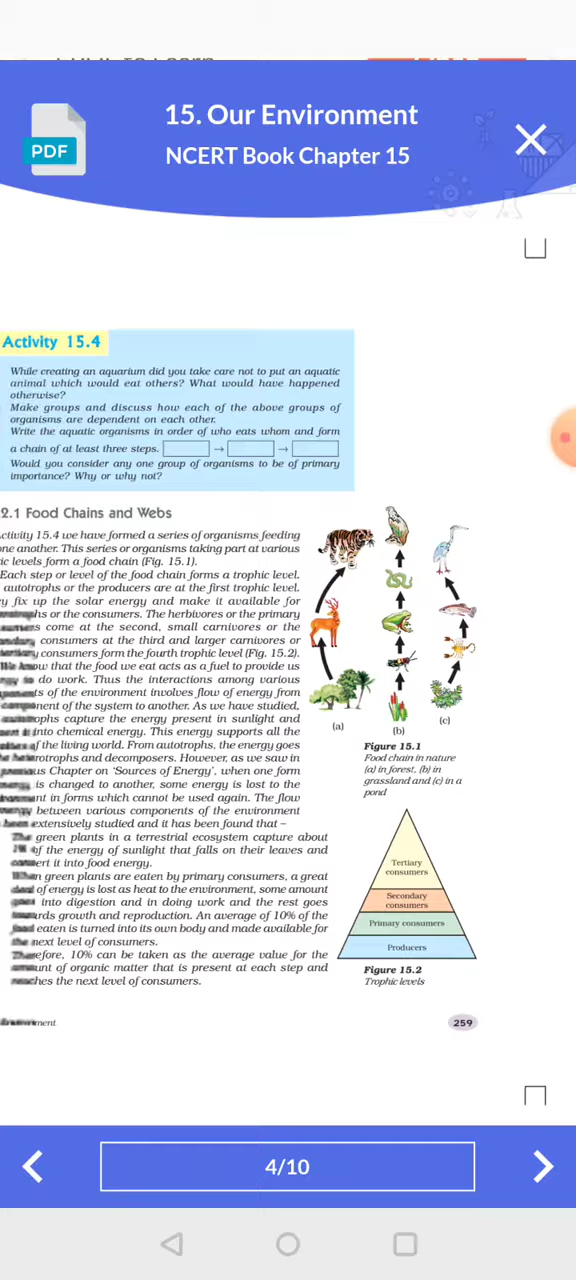 15. Our Environment
PDF
NCERT Book Chapter 15
Activity 15.4
While creating an aquarium did you take care not to put an aquatic
animal which would eat others? What would have happened
otherwise?
Make groups and discuss how each of the above groups of
organisms are dependent on each other.
Write the aquatic organisms in order of who eats whom and form
a chain of at least three steps. → →
Would you consider any one group of organisms to be of primary
importance? Why or why not?
2.1 Food Chains and Webs
ctivity 15.4 we have formed a series of organisms feeding
one another. This series or organisms taking part at various
ic levels form a food chain (Fig. 15.1).
Each step or level of the food chain forms a trophic level.
autotrophs or the producers are at the first trophic level.
y fix up the solar energy and make it available for
or the consumers. The herbivores or the primary
come at the second, small carnivores or the
consumers at the third and larger carnivores or
consumers form the fourth trophic level (Fig. 15.2).
We know that the food we eat acts as a fuel to provide us
to do work. Thus the interactions among various
of the environment involves flow of energy from
of the system to another. As we have studied,
capture the energy present in sunlight and
into chemical energy. This energy supports all the
of the living world. From autotrophs, the energy goes
and decomposers. However, as we saw in
Chapter on ‘Sources of Energy’, when one form
is changed to another, some energy is lost to the
in forms which cannot be used again. The flow
between various components of the environment
been extensively studied and it has been found that –
The green plants in a terrestrial ecosystem capture about
of the energy of sunlight that falls on their leaves and
convert it into food energy.
When green plants are eaten by primary consumers, a great
deal of energy is lost as heat to the environment, some amount
goes into digestion and in doing work and the rest goes
towards growth and reproduction. An average of 10% of the
food eaten is turned into its own body and made available for
the next level of consumers.
Therefore, 10% can be taken as the average value for the
amount of organic matter that is present at each step and
reaches the next level of consumers.
(a)
(b)
(c)
Figure 15.1
Food chain in nature
(a) in forest, (b) in
grassland and (c) in a
pond
Tertiary
consumers
Secondary
consumers
Primary consumers
Producers
Figure 15.2
Trophic levels
259
4/10